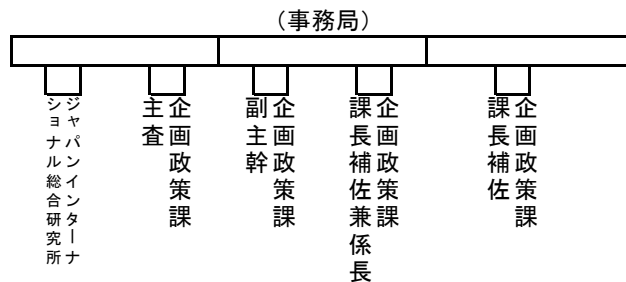 （事務局）
企画政策課
課長補佐
企画政策課
課長補佐兼係長
企画政策課
副主幹
企画政策課
主査
ジャパンインターナ
ショナル総合研究所